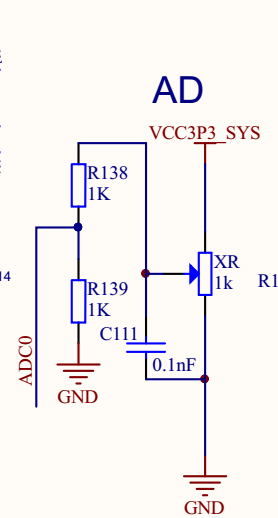 AD
VCC3P3_SYS
R138
1K
XR
1k
R1
14
R139
1K
ADC0
C111
0.1nF
GND
GND